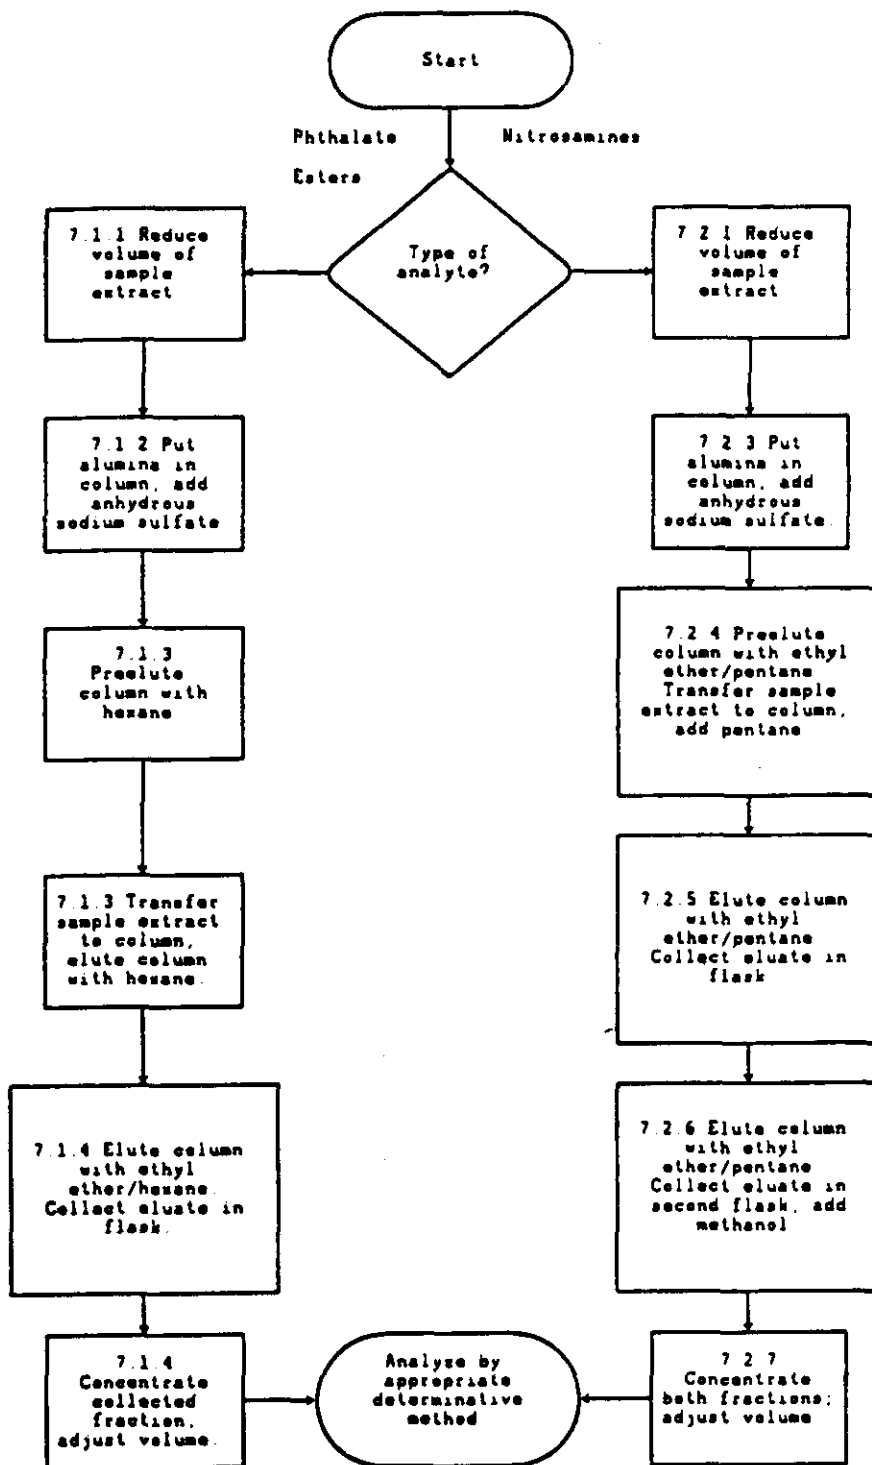 Start
Phthalate
Esters
Nitrosamines
Type of
analyte?
7.1.1 Reduce
volume of
sample
extract
7.1 2 Put
alumina in
column, add
anhydrous
sodium sulfate
7.1.3
Preelute
column with
hexane
7.1.3 Transfer
sample extract
to column,
elute column
with hexane.
7.1.4 Elute column
with ethyl
ether/hexane.
Collect eluate in
flask.
7.1.4
Concentrate
collected
fraction,
adjust volume.
7 2 1 Reduce
volume of
sample
extract
7 2 3 Put
alumina in
column, add
anhydrous
sodium sulfate.
7.2 4 Preelute
column with ethyl
ether/pentane
Transfer sample
extract to column,
add pentane
7.2.5 Elute column
with ethyl
ether/pentane
Collect eluate in
flask
7.2.6 Elute column
with ethyl
ether/pentane
Collect eluate in
second flask, add
methanol
7 2 7
Concentrate
both fractions;
adjust volume
Analyze by
appropriate
determinative
method